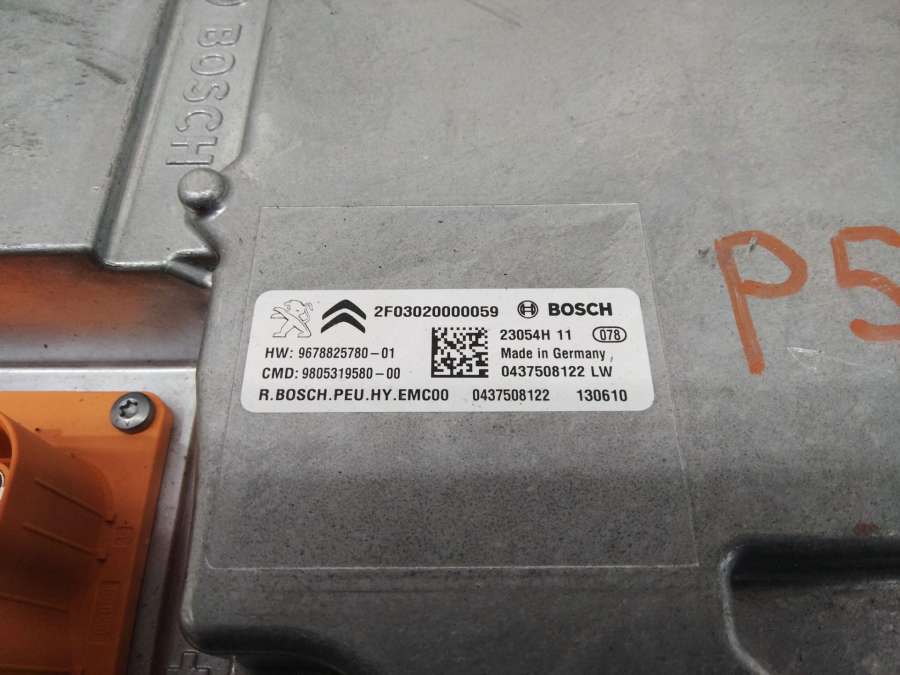 BOSCH
2F03020000059 BOSCH
23054H 11 078
HW: 9678825780-01 Made in Germany
CMD: 9805319580-00 0437508122 LW
R.BOSCH.PEU.HY.EMC00 0437508122 130610
P5